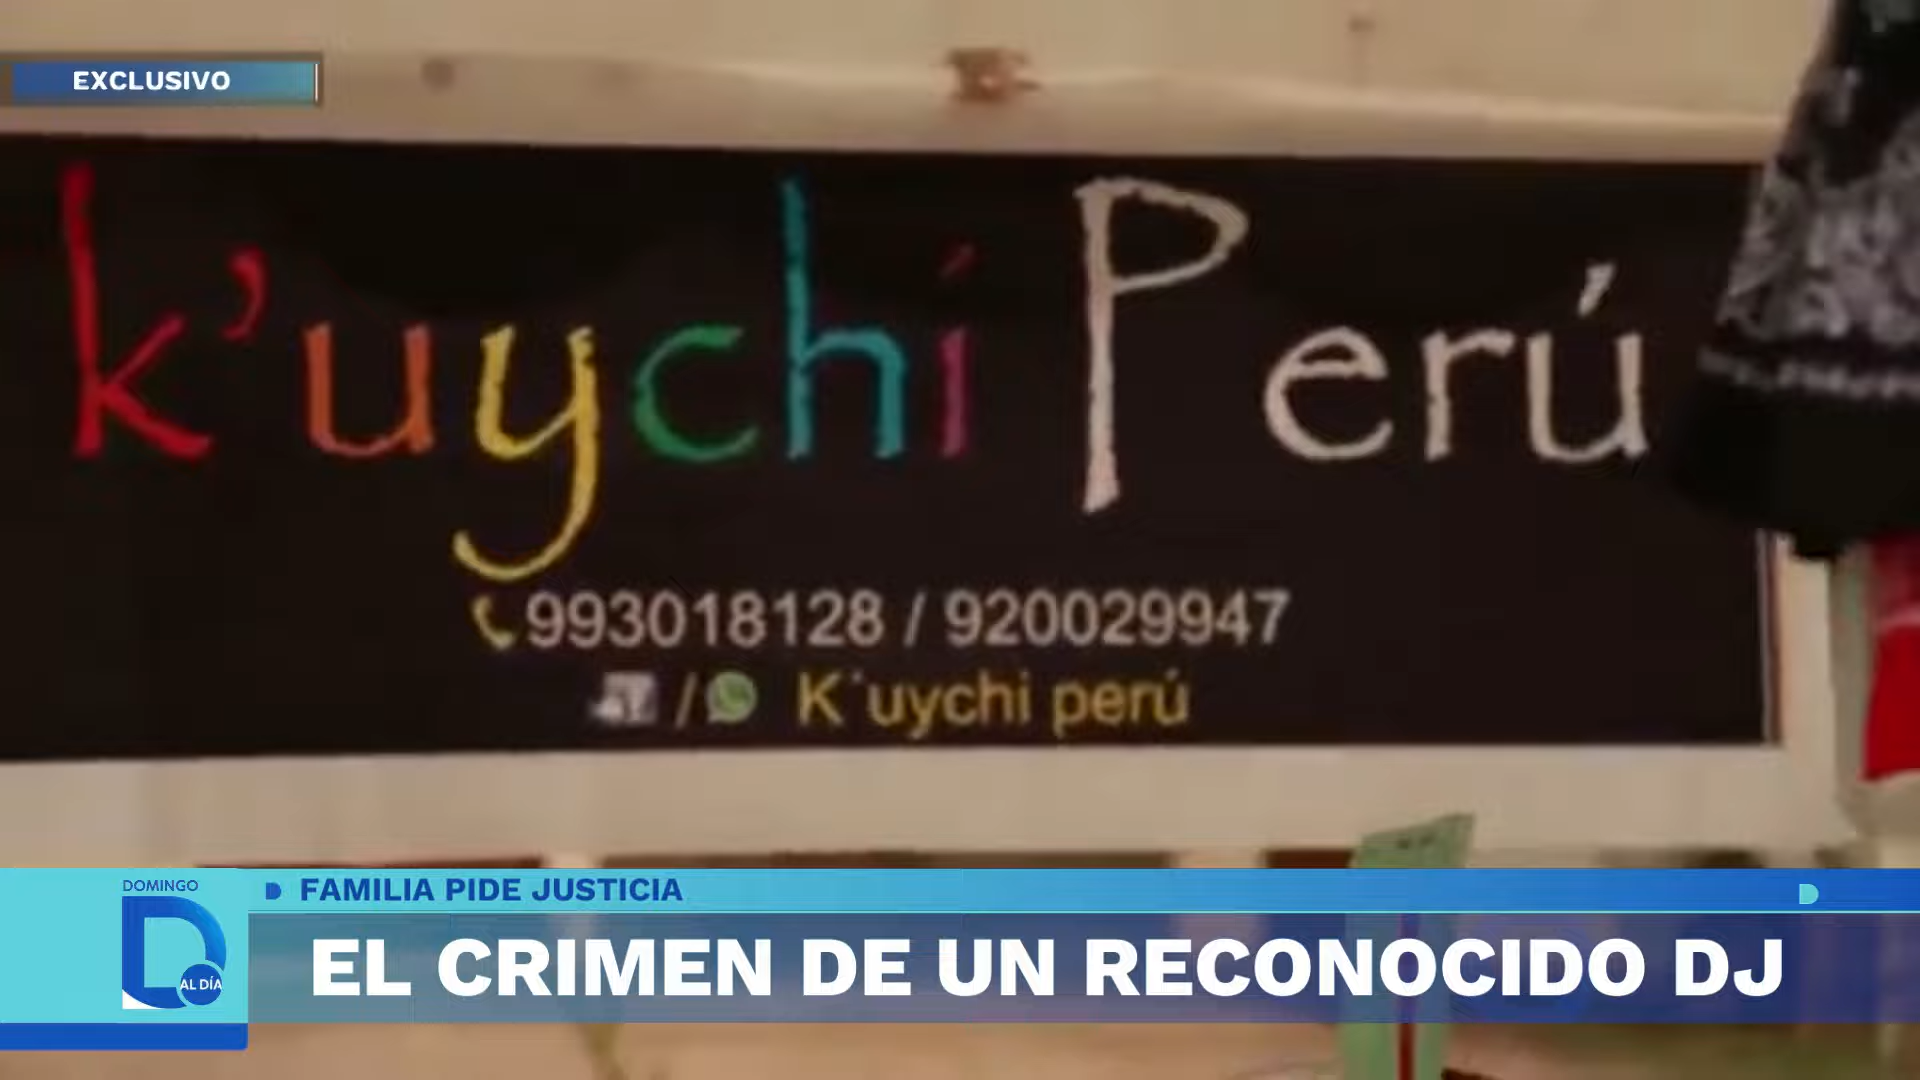 EXCLUSIVO
k'uychi Perú
993018128 / 920029947
/ K´uychi perú
DOMINGO
AL DÍA
FAMILIA PIDE JUSTICIA
EL CRIMEN DE UN RECONOCIDO DJ